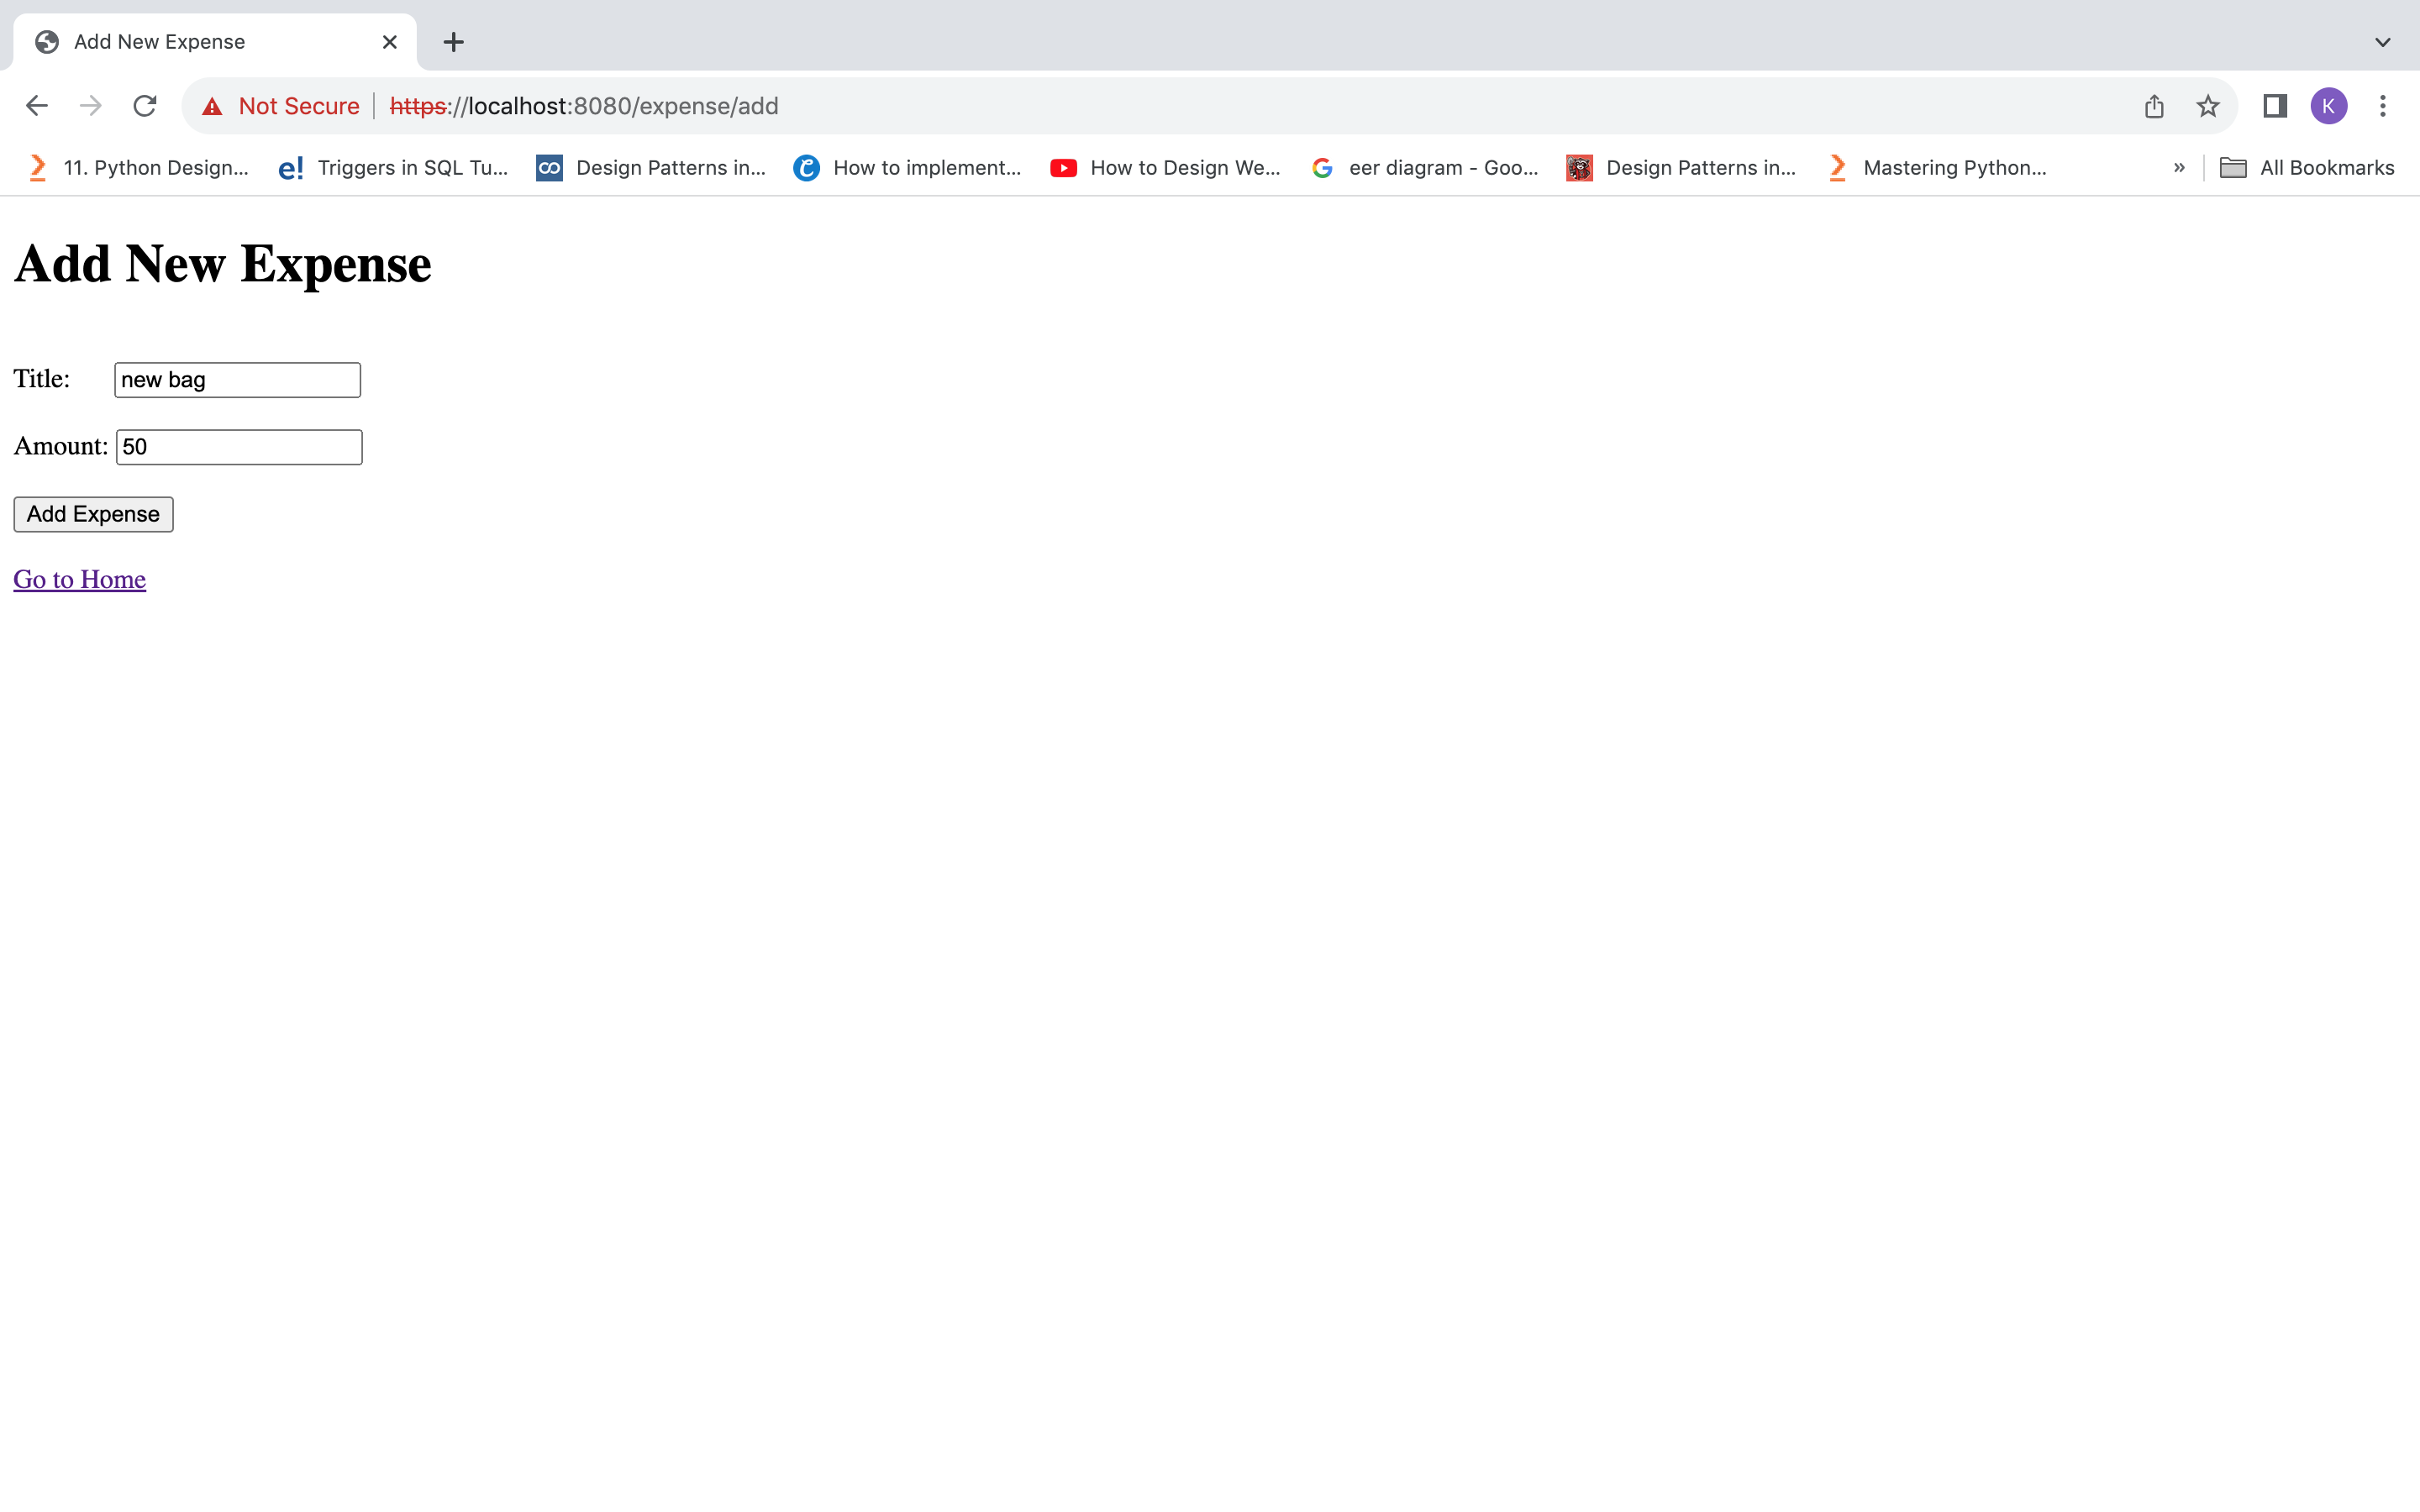 Add New Expense
Not Secure https://localhost:8080/expense/add K
11. Python Design... e! Triggers in SQL Tu... Design Patterns in... How to implement... How to Design We... eer diagram - Goo... Design Patterns in... Mastering Python... » All Bookmarks
Add New Expense
Title: new bag
Amount: 50
Add Expense
Go to Home